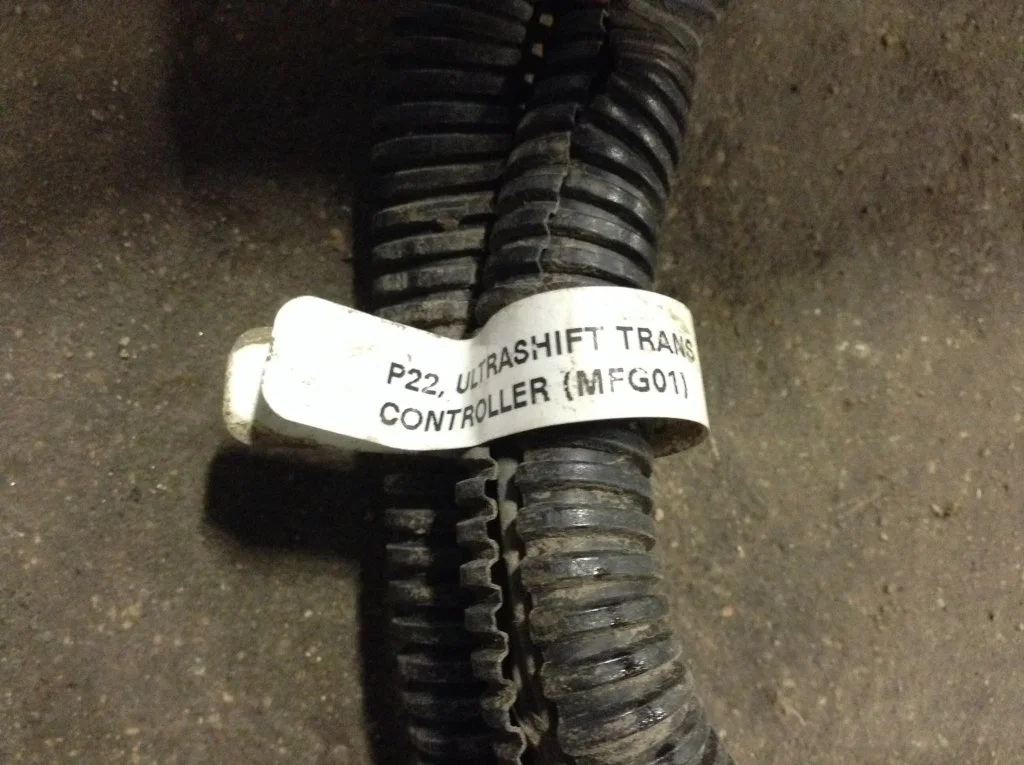 P22, ULTRASHIFT TRANS
CONTROLLER (MFG01)